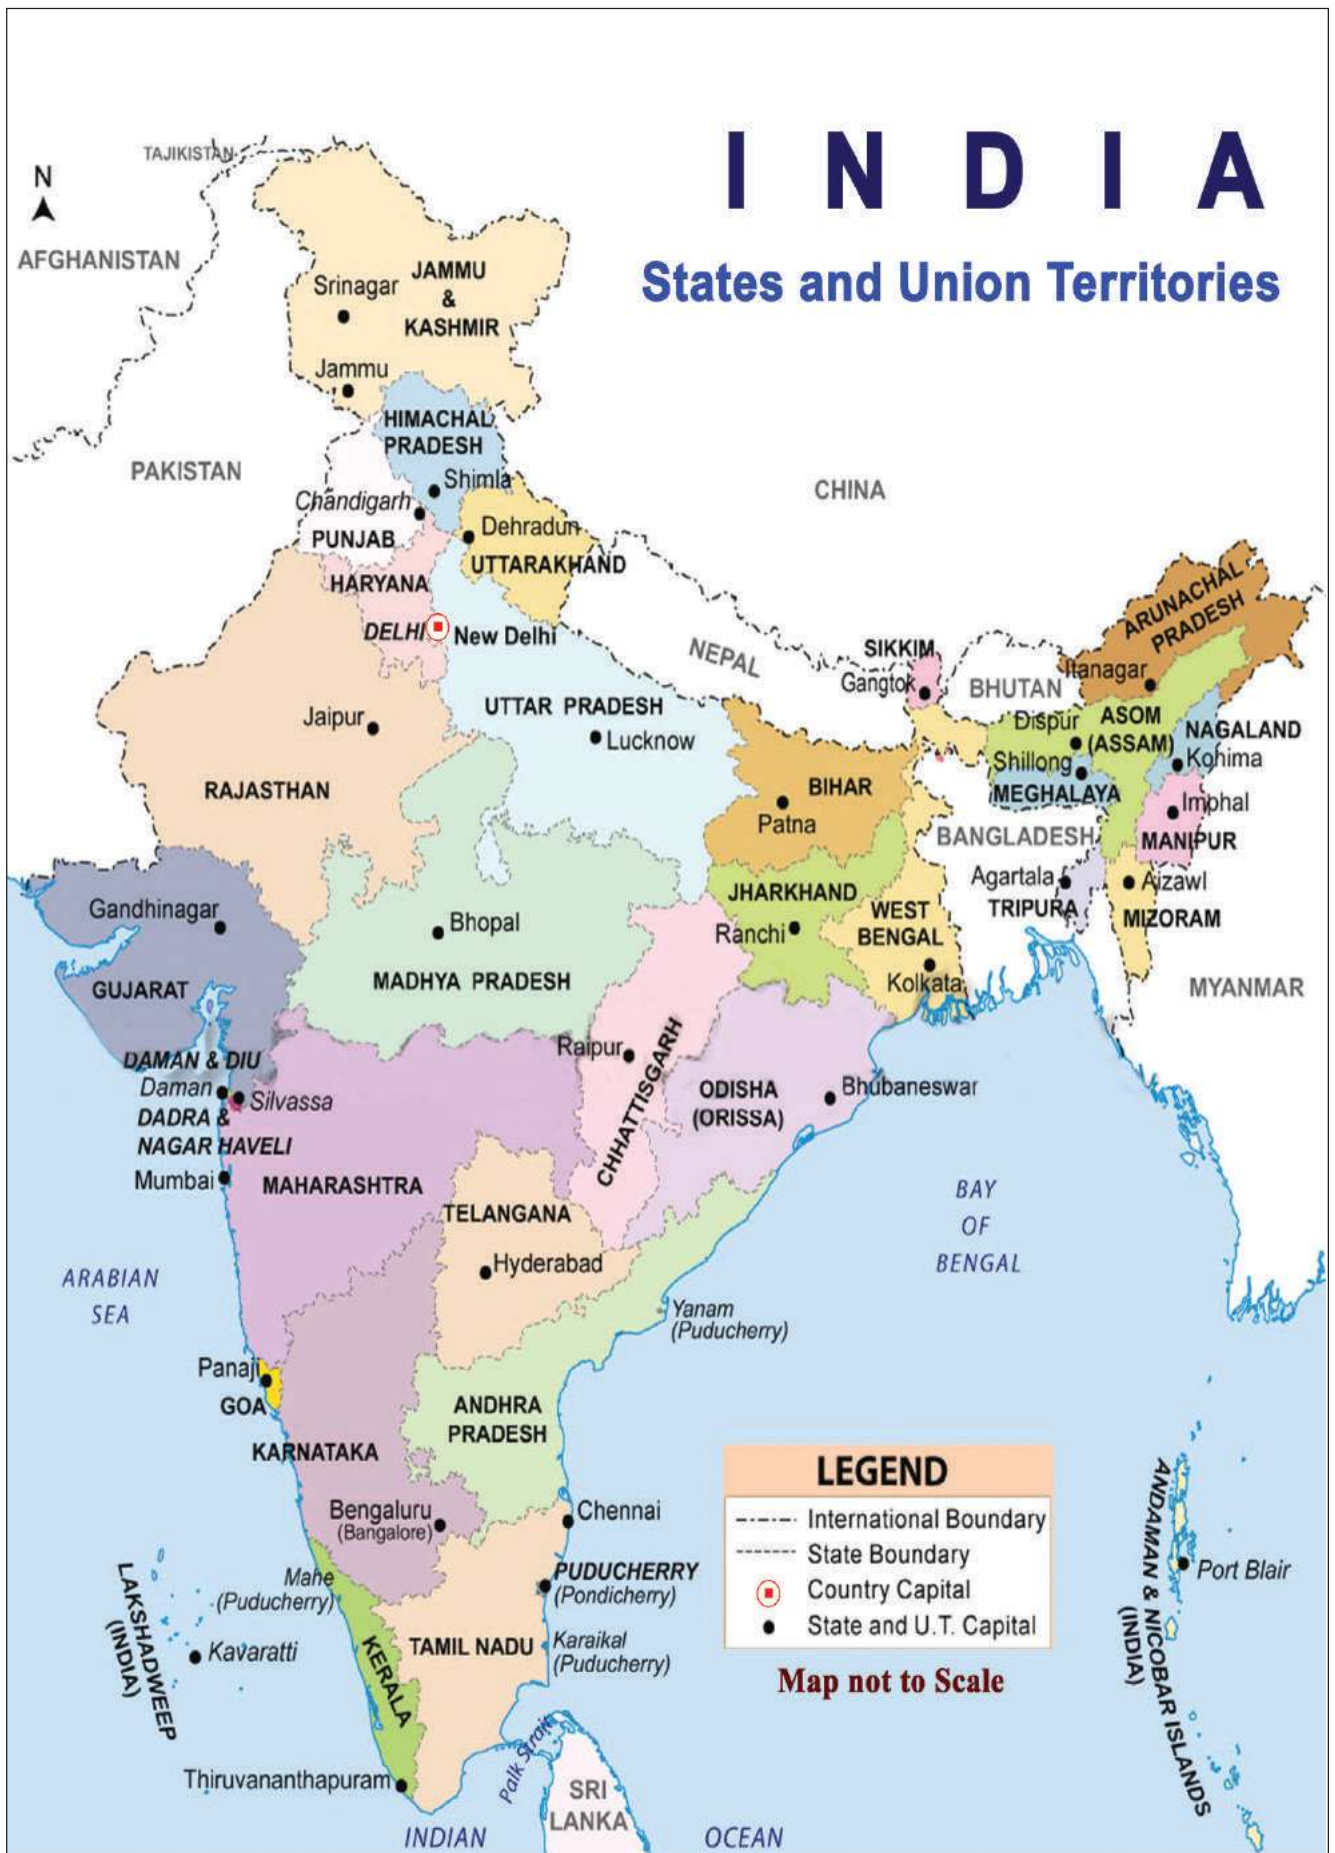 I N D I A
States and Union Territories
N
TAJIKISTAN
AFGHANISTAN
PAKISTAN
CHINA
JAMMU
&
KASHMIR
Srinagar
Jammu
HIMACHAL
PRADESH
Shimla
Chandigarh
PUNJAB
Dehradun
UTTARAKHAND
HARYANA
DELHI
New Delhi
NEPAL
SIKKIM
Gangtok
BHUTAN
ARUNACHAL
PRADESH
Itanagar
Dispur
ASOM
(ASSAM)
NAGALAND
Kohima
Shillong
MEGHALAYA
Imphal
MANIPUR
BANGLADESH
Agartala
TRIPURA
Aizawl
MIZORAM
MYANMAR
Jaipur
RAJASTHAN
UTTAR PRADESH
Lucknow
BIHAR
Patna
JHARKHAND
Ranchi
WEST
BENGAL
Kolkata
Gandhinagar
GUJARAT
Bhopal
MADHYA PRADESH
Raipur
CHHATTISGARH
ODISHA
(ORISSA)
Bhubaneswar
DAMAN & DIU
Daman
Silvassa
DADRA &
NAGAR HAVELI
Mumbai
MAHARASHTRA
TELANGANA
Hyderabad
BAY
OF
BENGAL
ARABIAN
SEA
Yanam
(Puducherry)
Panaji
GOA
KARNATAKA
ANDHRA
PRADESH
Bengaluru
(Bangalore)
Chennai
Mahe
(Puducherry)
PUDUCHERRY
(Pondicherry)
Karaikal
(Puducherry)
TAMIL NADU
KERALA
Thiruvananthapuram
LAKSHADWEEP
(INDIA)
Kavaratti
Palk Strait
SRI
LANKA
INDIAN OCEAN
LEGEND
International Boundary
State Boundary
Country Capital
State and U.T. Capital
Map not to Scale
ANDAMAN & NICOBAR ISLANDS
(INDIA)
Port Blair